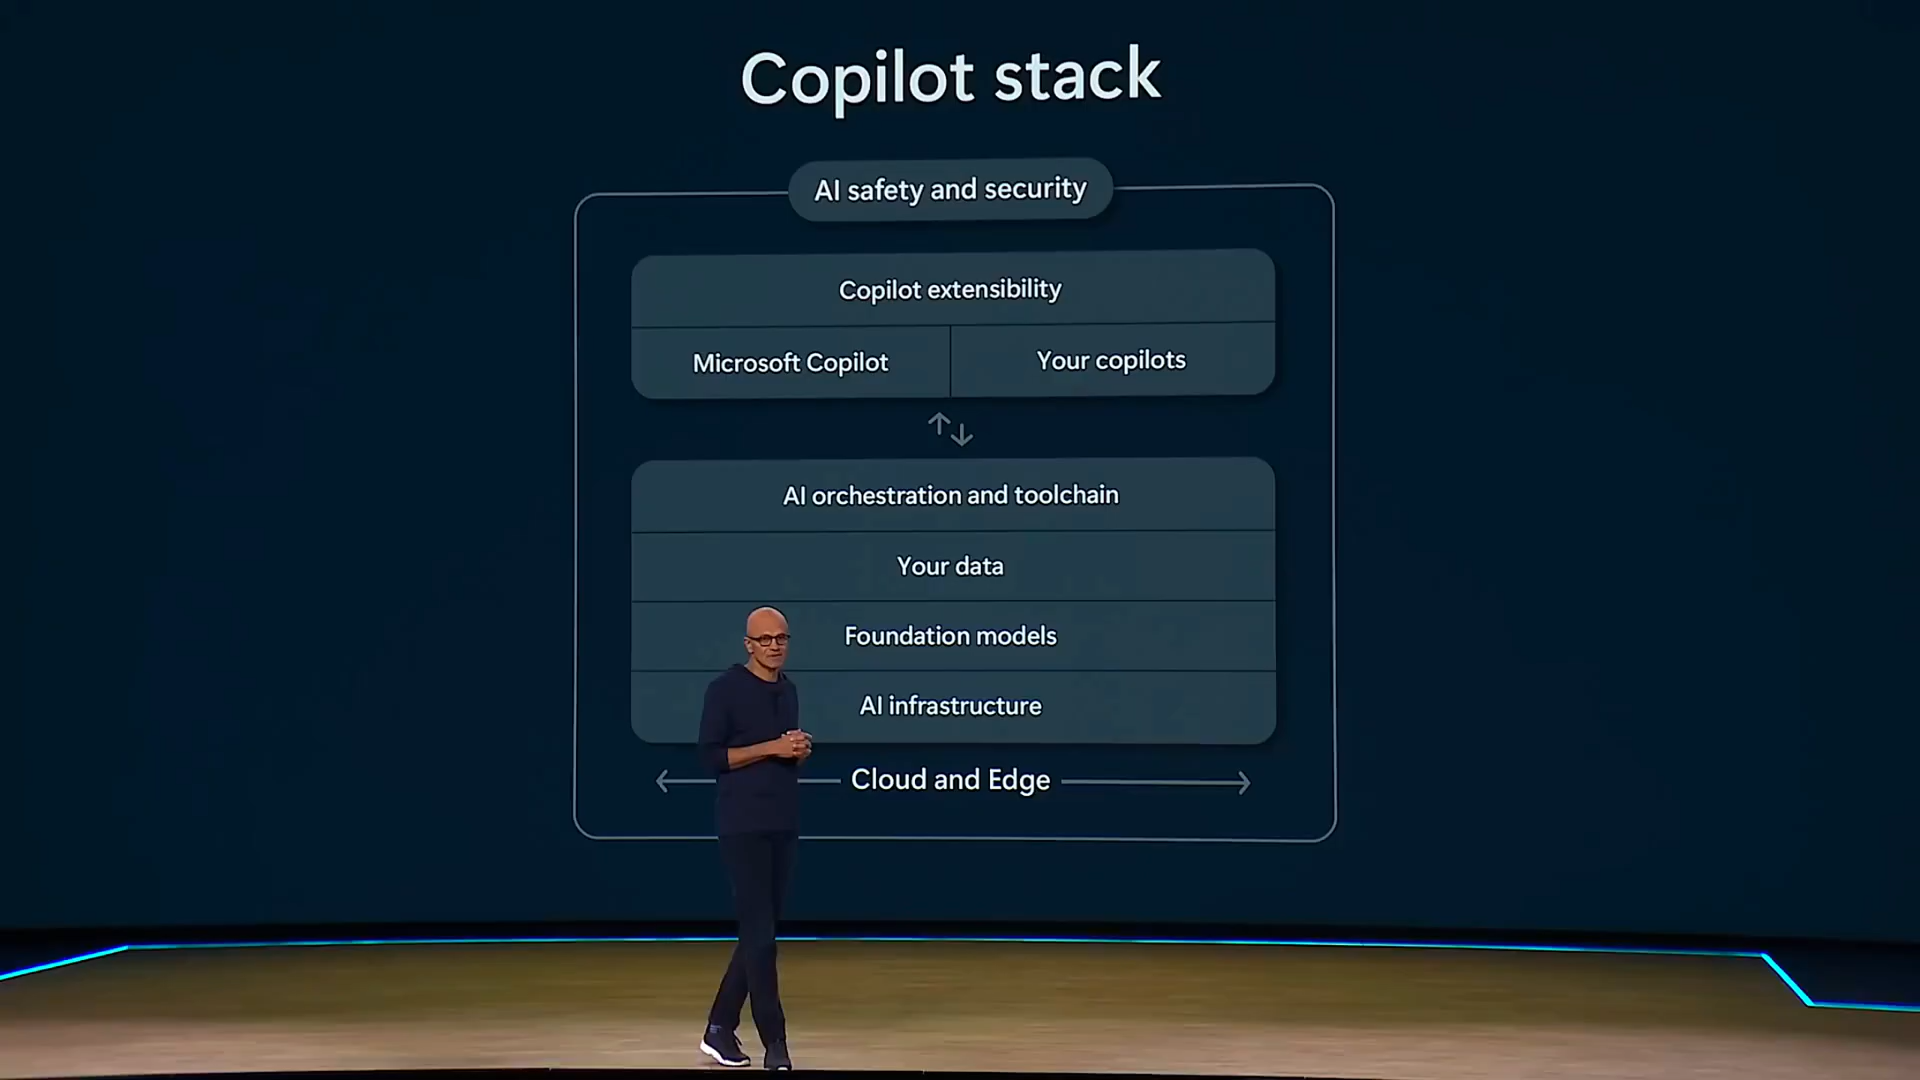 Copilot stack
AI safety and security
Copilot extensibility
Microsoft Copilot
Your copilots
AI orchestration and toolchain
Your data
Foundation models
AI infrastructure
Cloud and Edge